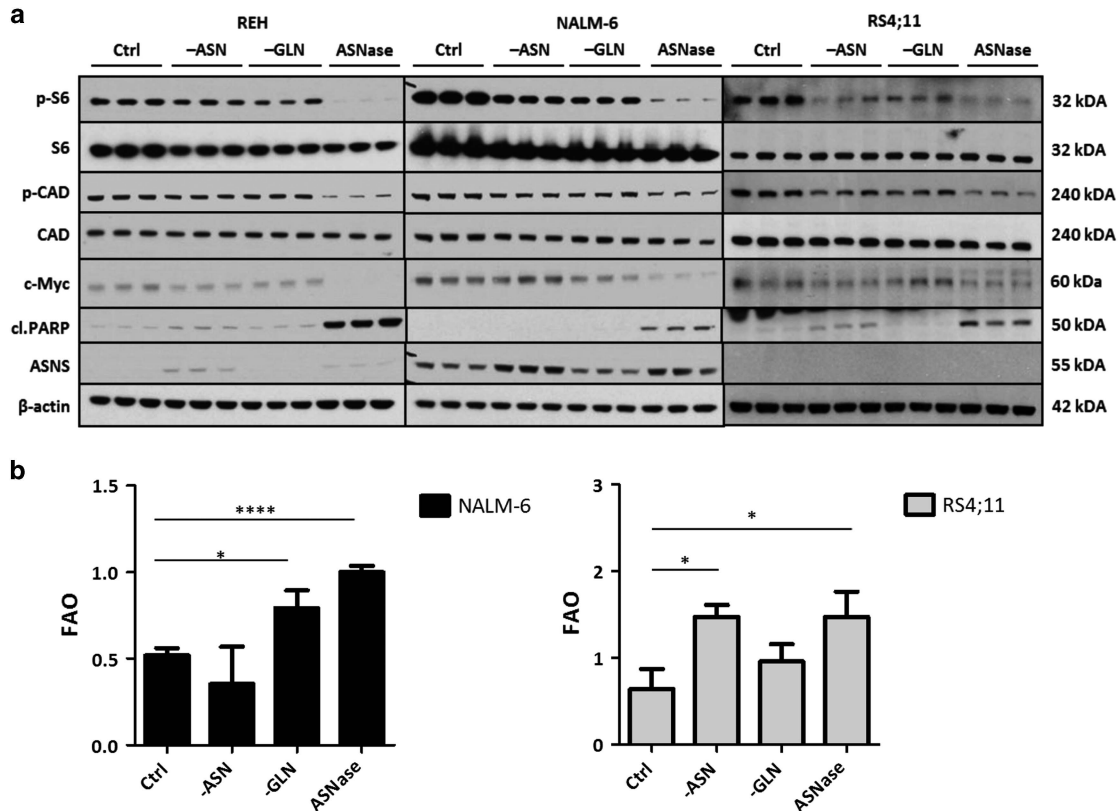 a
REH NALM-6 RS4;11
Ctrl –ASN –GLN ASNase Ctrl –ASN –GLN ASNase Ctrl –ASN –GLN ASNase
p-S6 32 kDA
S6 32 kDA
p-CAD 240 kDA
CAD 240 kDA
c-Myc 60 kDa
cl.PARP 50 kDA
ASNS 55 kDA
β-actin 42 kDA
b
FAO
1.5
1.0
0.5
0.0
****
*
NALM-6
Ctrl
-ASN
-GLN
ASNase
FAO
3
2
1
0
*
*
RS4;11
Ctrl
-ASN
-GLN
ASNase